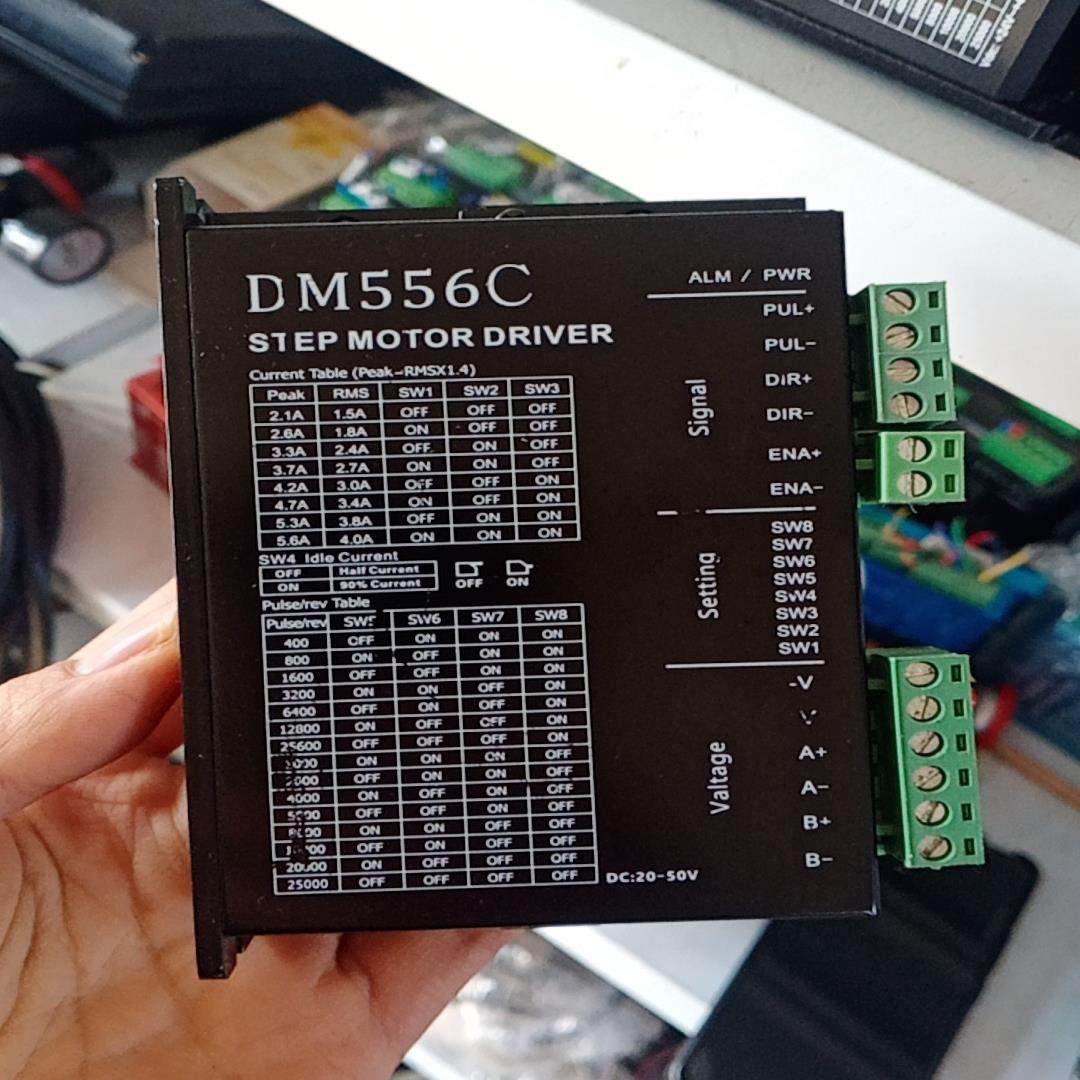 DM556C
STEP MOTOR DRIVER
Current Table (Peak-RMSX1.4)
Peak RMS SW1 SW2 SW3
2.1A 1.5A OFF OFF OFF
2.6A 1.8A ON OFF OFF
3.3A 2.4A OFF ON OFF
3.7A 2.7A ON ON OFF
4.2A 3.0A OFF OFF ON
4.7A 3.4A ON OFF ON
5.3A 3.8A OFF ON ON
5.6A 4.0A ON ON ON
SW4 Idle Current
OFF Half Current
ON 90% Current
OFF ON
Pulse/rev Table
Pulse/rev SW5 SW6 SW7 SW8
400 OFF ON ON ON
800 ON OFF ON ON
1600 OFF OFF ON ON
3200 ON ON OFF ON
6400 OFF ON OFF ON
12800 ON OFF OFF ON
25600 OFF OFF OFF ON
ON ON ON OFF
OFF ON ON OFF
4000 ON OFF ON OFF
5000 OFF OFF ON OFF
ON ON OFF OFF
OFF ON OFF OFF
20000 ON OFF OFF OFF
25000 OFF OFF OFF OFF
DC:20-50V
ALM / PWR
Signal
PUL+
PUL-
DIR+
DIR-
ENA+
ENA-
Setting
SW8
SW7
SW6
SW5
SW4
SW3
SW2
SW1
Valtage
-V
A+
A-
B+
B-